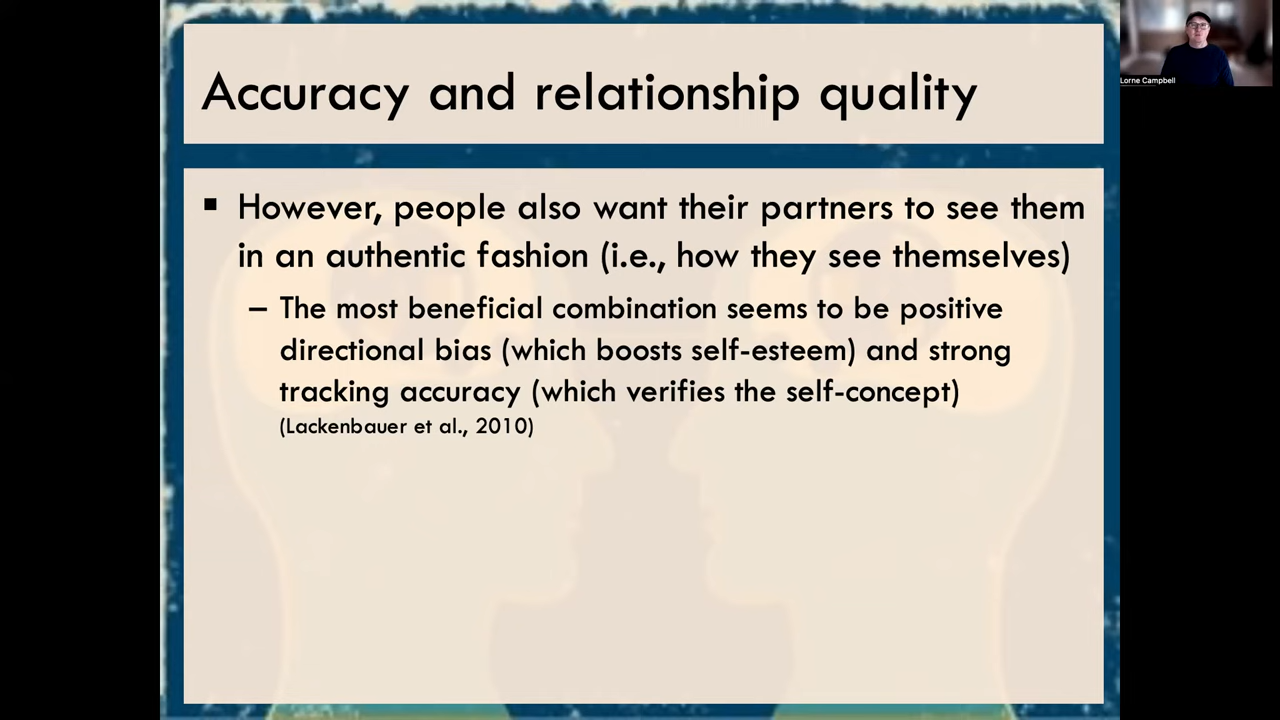 Accuracy and relationship quality
Lorne Campbell
▪ However, people also want their partners to see them
in an authentic fashion (i.e., how they see themselves)
– The most beneficial combination seems to be positive
directional bias (which boosts self-esteem) and strong
tracking accuracy (which verifies the self-concept)
(Lackenbauer et al., 2010)